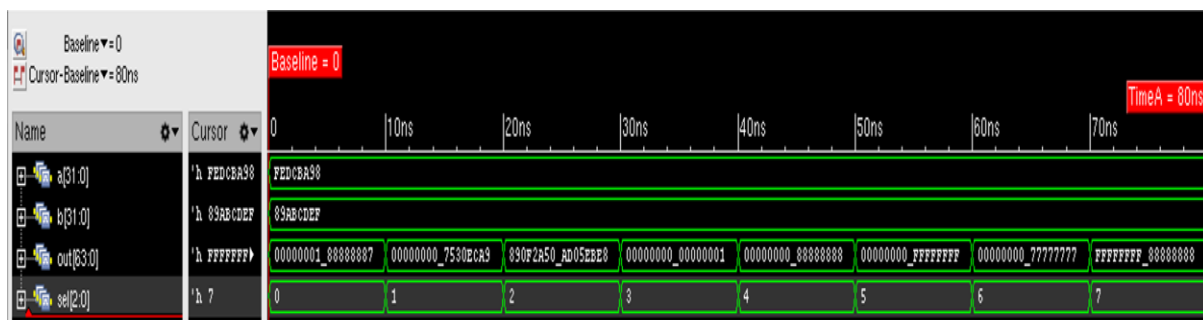 Baseline▼=0
Cursor-Baseline▼=80ns
Baseline = 0
TimeA = 80ns
Name Cursor 0 10ns 20ns 30ns 40ns 50ns 60ns 70ns
a[31:0] 'h FEDCBA98 FEDCBA98
b[31:0] 'h 89ABCDEF 89ABCDEF
out[63:0] 'h FFFFFFF 00000001_88888887 00000000_7530ECA9 890F2A50_AD05EBE8 00000000_00000001 00000000_88888888 00000000_FFFFFFFF 00000000_77777777 FFFFFFFF_88888888
sel[2:0] 'h 7 0 1 2 3 4 5 6 7